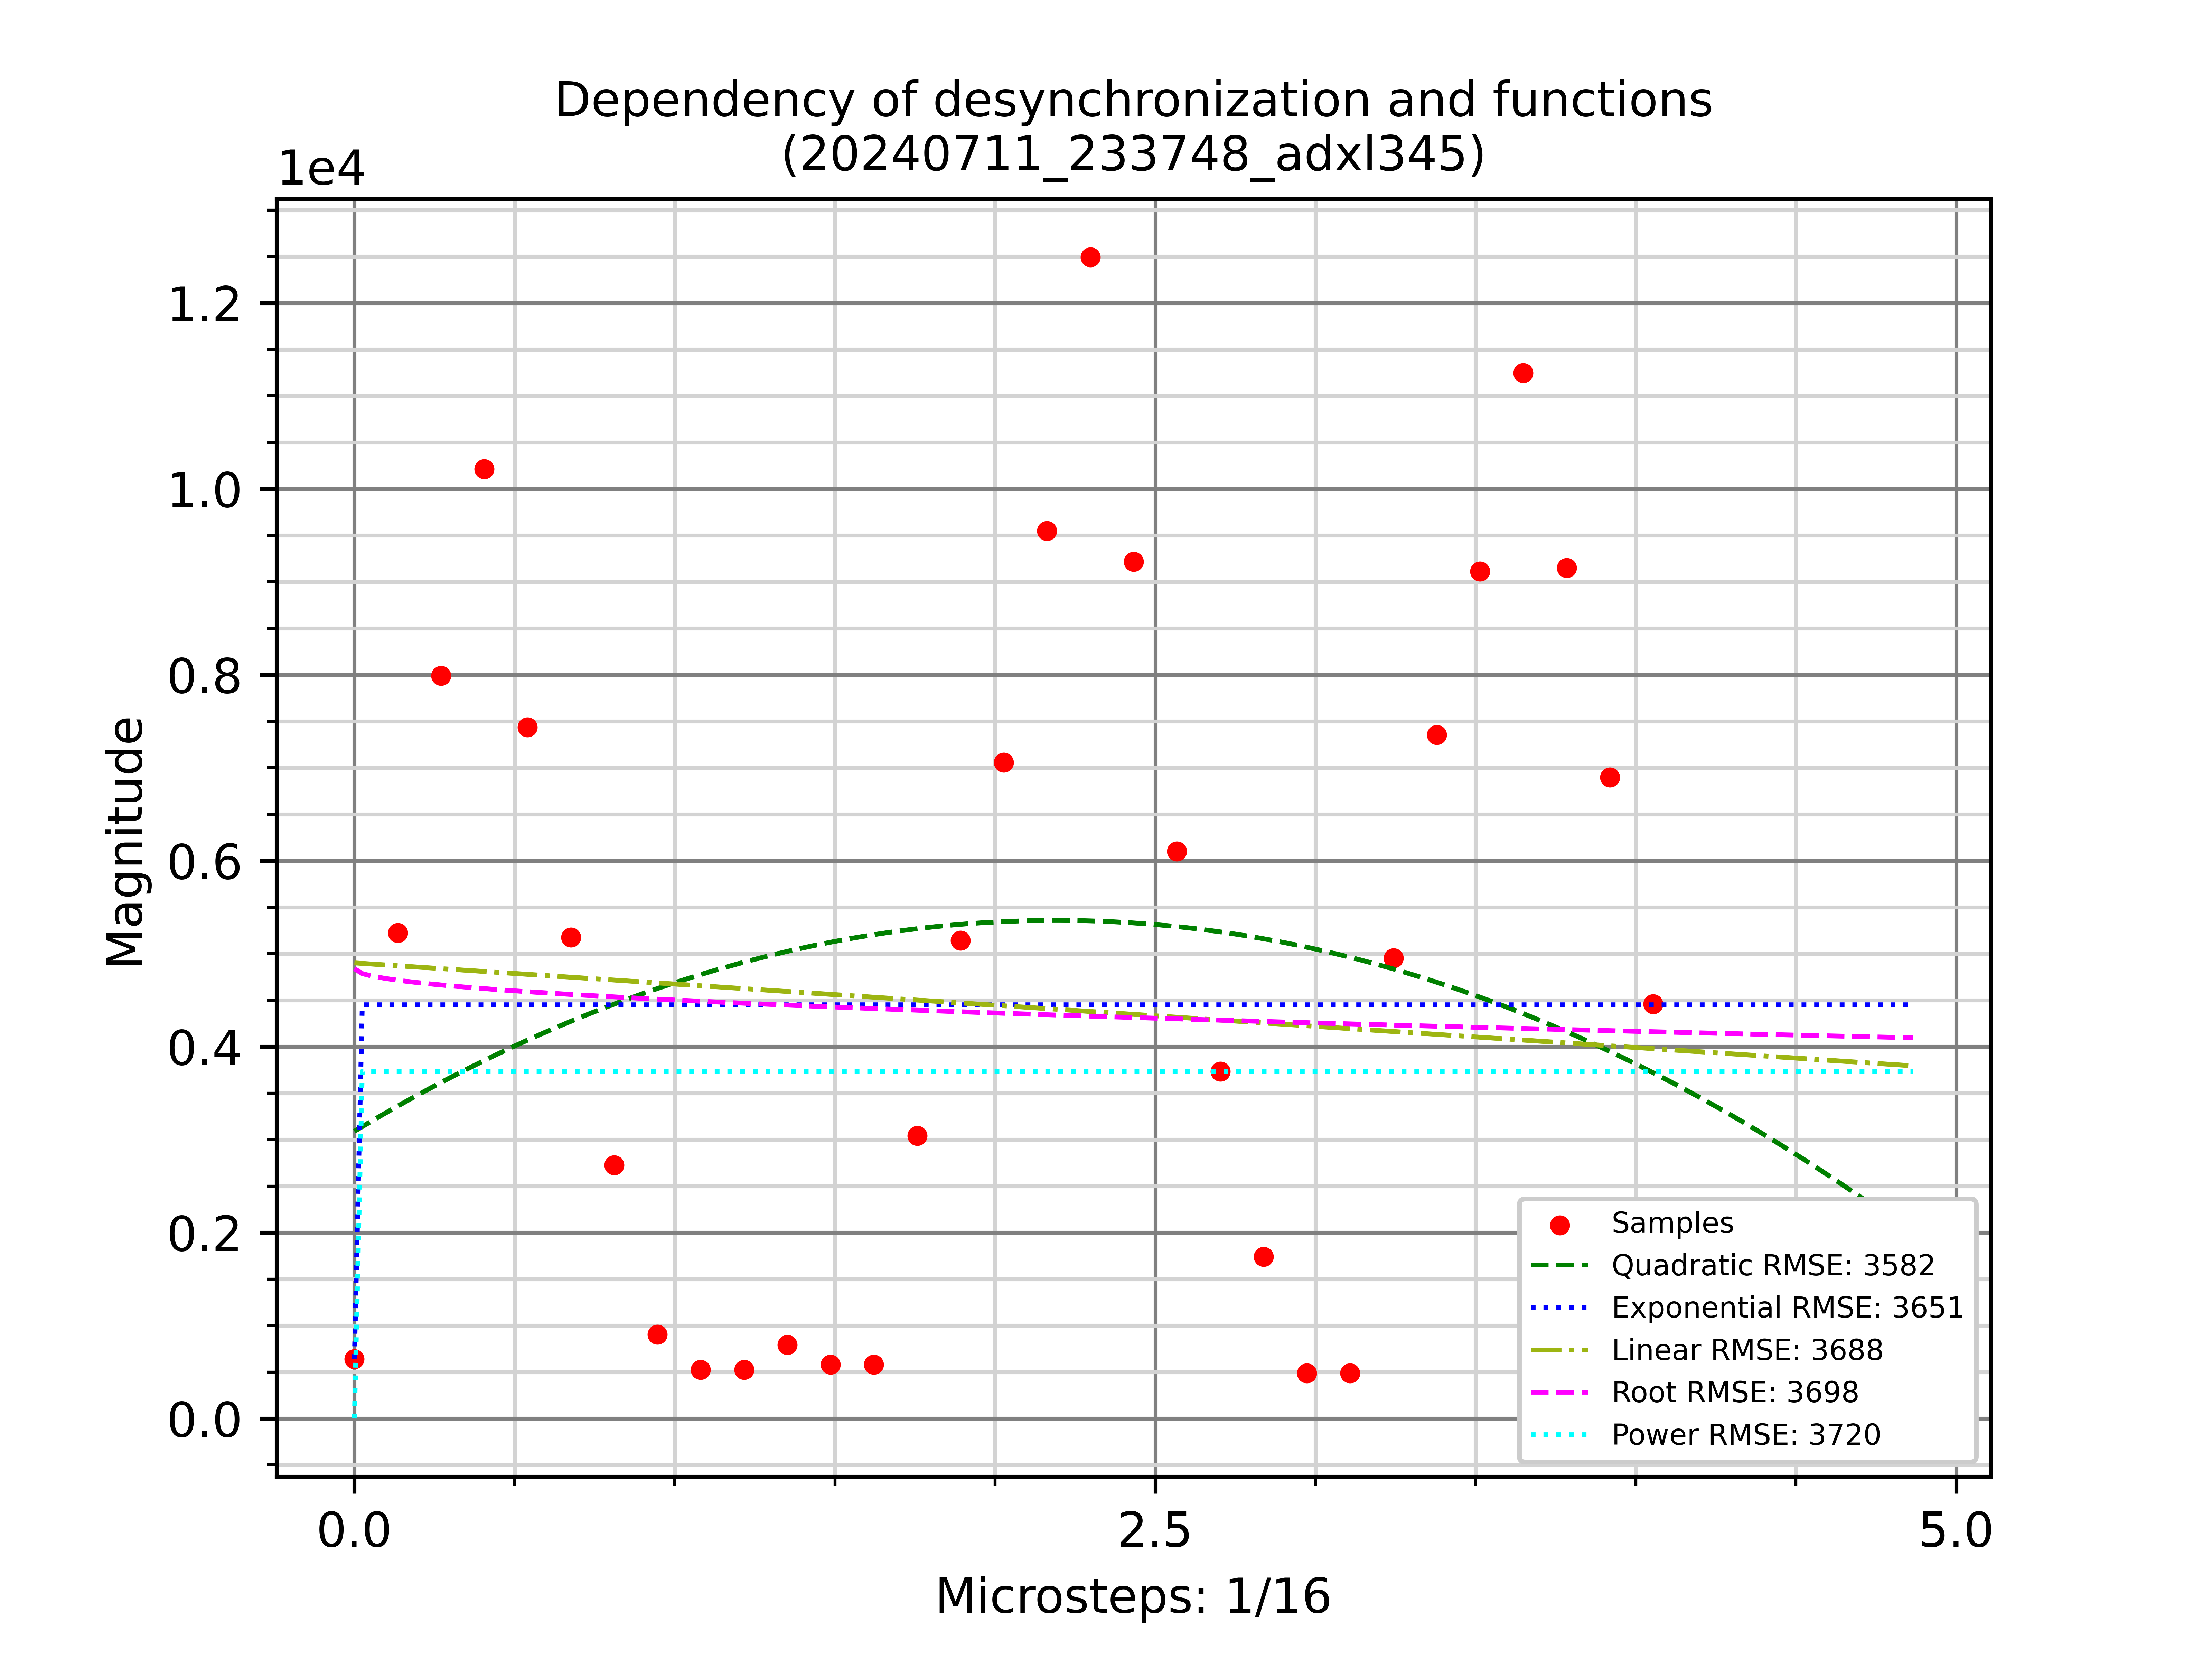 Dependency of desynchronization and functions
(20240711_233748_adxl345)
1e4
1.2
1.0
0.8
0.6
0.4
0.2
0.0
Magnitude
Samples
Quadratic RMSE: 3582
Exponential RMSE: 3651
Linear RMSE: 3688
Root RMSE: 3698
Power RMSE: 3720
0.0 2.5 5.0
Microsteps: 1/16